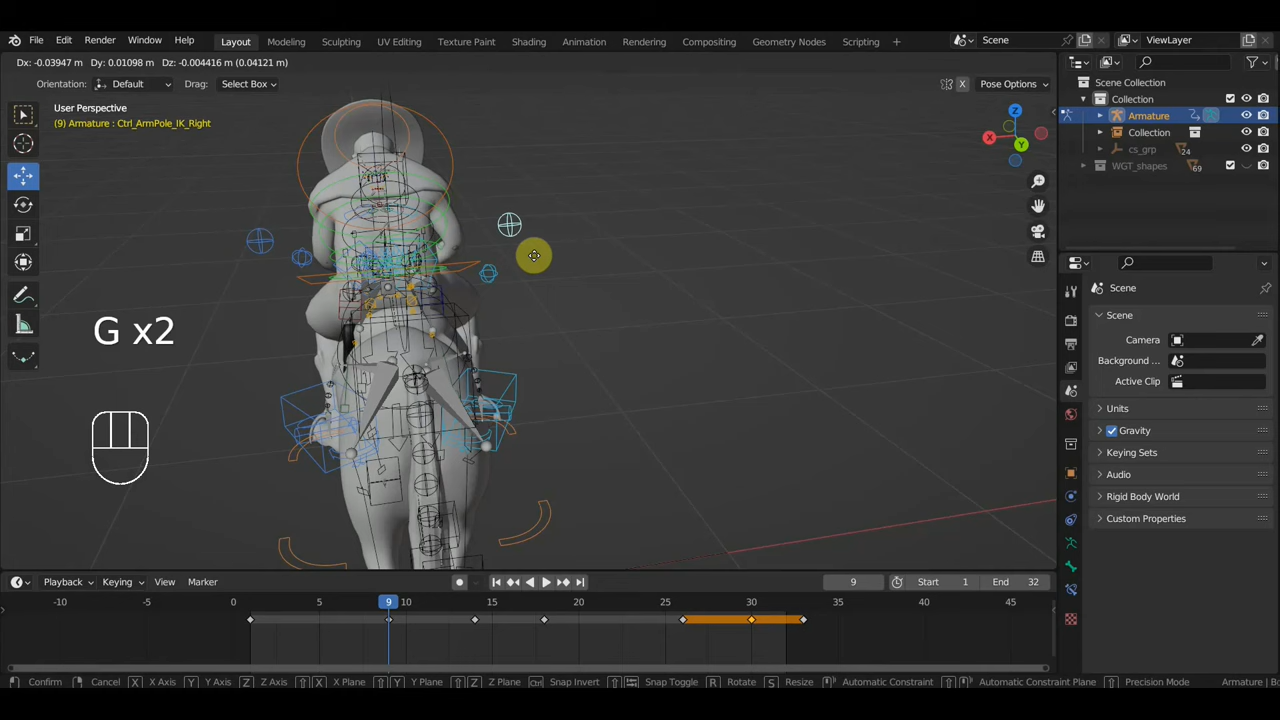 File Edit Render Window Help Layout Modeling Sculpting UV Editing Texture Paint Shading Animation Rendering Compositing Geometry Nodes Scripting + Scene ViewLayer
Dx: -0.03947 m Dy: 0.01098 m Dz: -0.004416 m (0.04121 m)
Orientation: Default Drag: Select Box X Pose Options
User Perspective
(9) Armature : Ctrl_ArmPole_IK_Right
Z
X
Y
G x2
Scene Collection
Collection
Armature
Collection
cs_grp 24
WGT_shapes 69
Scene
Scene
Camera
Background ...
Active Clip
Units
Gravity
Keying Sets
Audio
Rigid Body World
Custom Properties
Playback Keying View Marker 9 Start 1 End 32
-10 -5 0 5 9 10 15 20 25 30 35 40 45
Confirm Cancel X X Axis Y Y Axis Z Z Axis X X Plane Y Y Plane Z Z Plane Ctrl Snap Invert Snap Toggle R Rotate S Resize Automatic Constraint Automatic Constraint Plane Precision Mode Armature | Bo